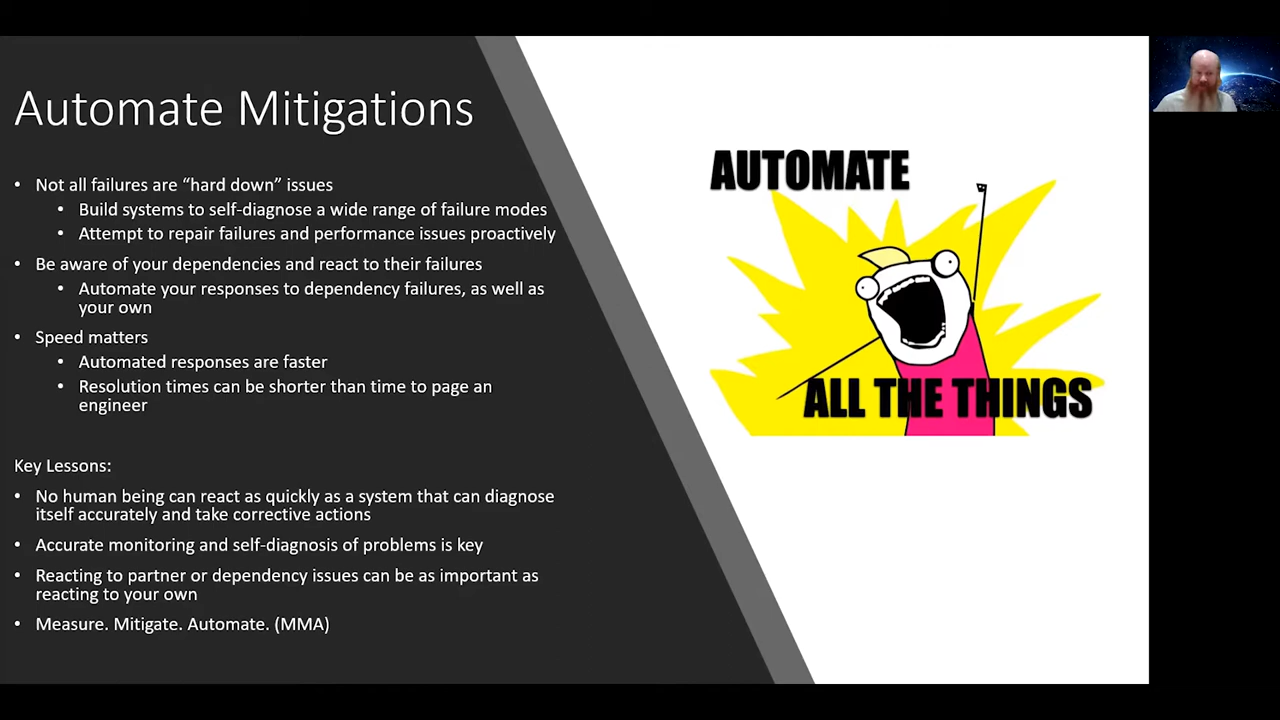 Automate Mitigations
• Not all failures are “hard down” issues
• Build systems to self-diagnose a wide range of failure modes
• Attempt to repair failures and performance issues proactively
• Be aware of your dependencies and react to their failures
• Automate your responses to dependency failures, as well as
your own
• Speed matters
• Automated responses are faster
• Resolution times can be shorter than time to page an
engineer
Key Lessons:
• No human being can react as quickly as a system that can diagnose
itself accurately and take corrective actions
• Accurate monitoring and self-diagnosis of problems is key
• Reacting to partner or dependency issues can be as important as
reacting to your own
• Measure. Mitigate. Automate. (MMA)
AUTOMATE
ALL THE THINGS